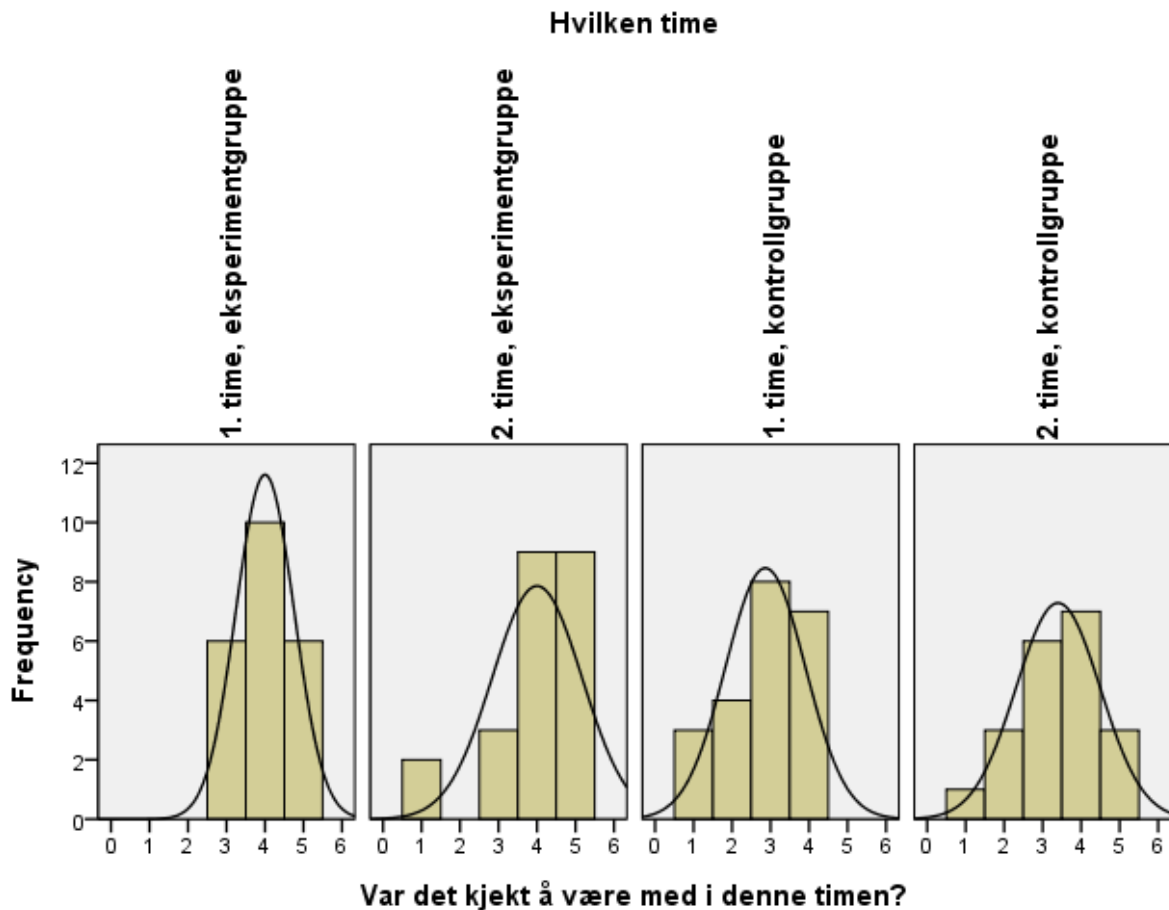 Hvilken time
1. time, eksperimentgruppe
2. time, eksperimentgruppe
1. time, kontrollgruppe
2. time, kontrollgruppe
Frequency
12
10
8
6
4
2
0
0 1 2 3 4 5 6
0 1 2 3 4 5 6
0 1 2 3 4 5 6
0 1 2 3 4 5 6
Var det kjekt å være med i denne timen?